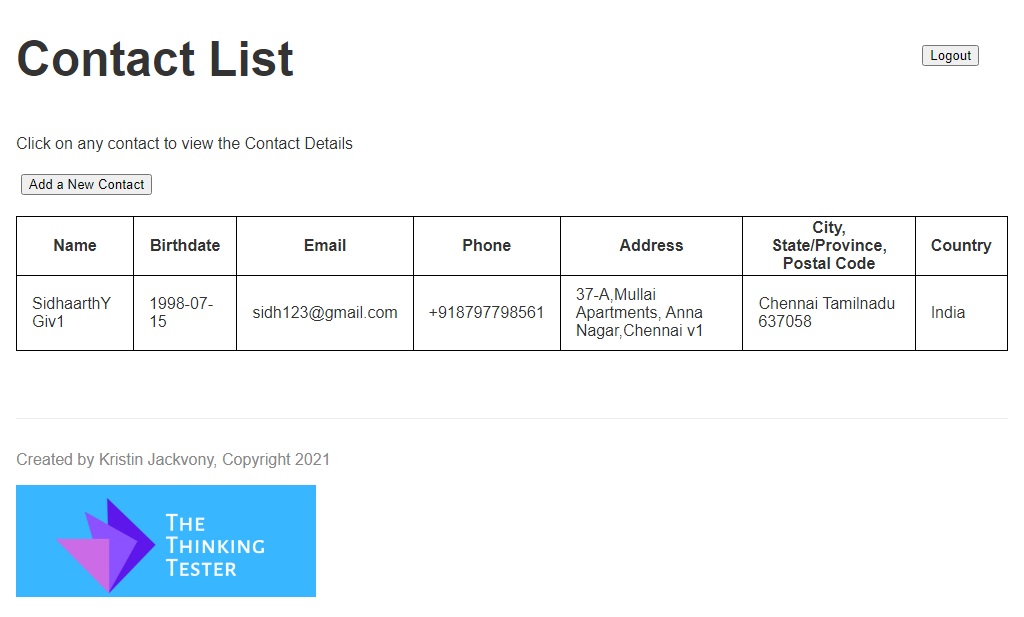 Contact List
Logout
Click on any contact to view the Contact Details
Add a New Contact
Name
Birthdate
Email
Phone
Address
City,
State/Province,
Postal Code
Country
SidhaarthY
Giv1
1998-07-
15
sidh123@gmail.com
+918797798561
37-A,Mullai
Apartments, Anna
Nagar,Chennai v1
Chennai Tamilnadu
637058
India
Created by Kristin Jackvony, Copyright 2021
THE
THINKING
TESTER